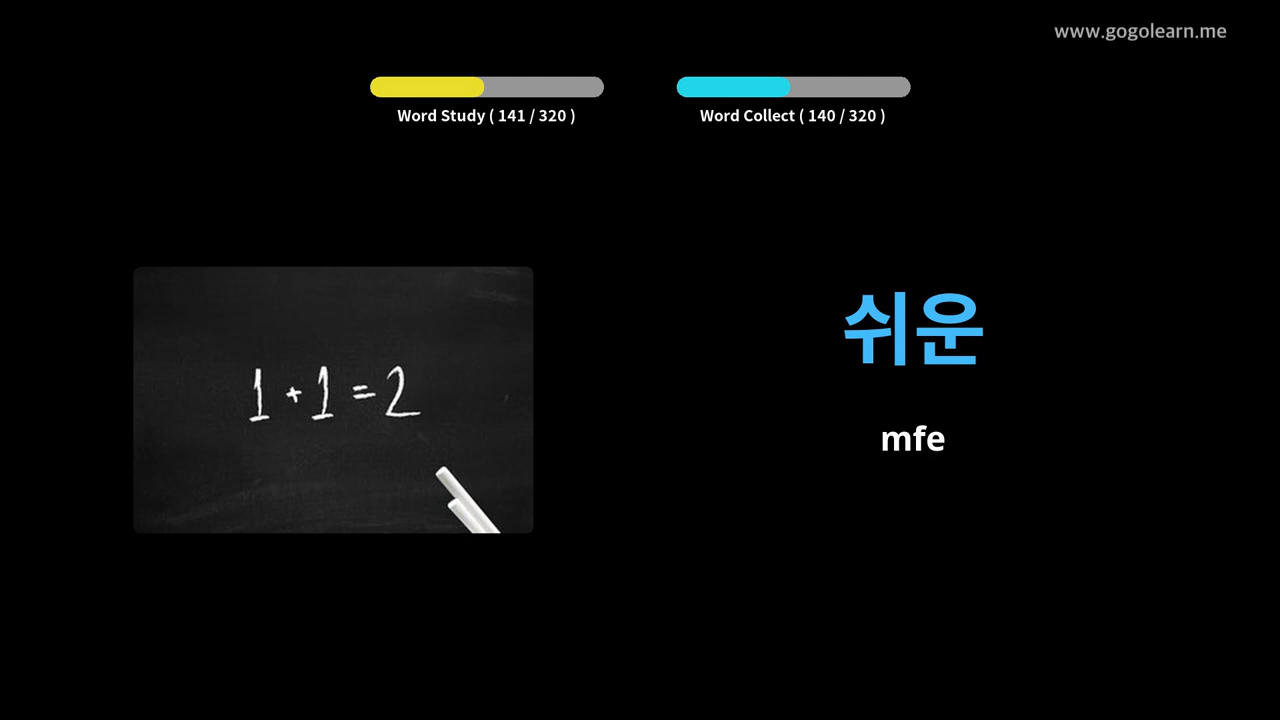 www.gogolearn.me
Word Study ( 141 / 320 )
Word Collect ( 140 / 320 )
1 + 1 = 2
쉬운
mfe